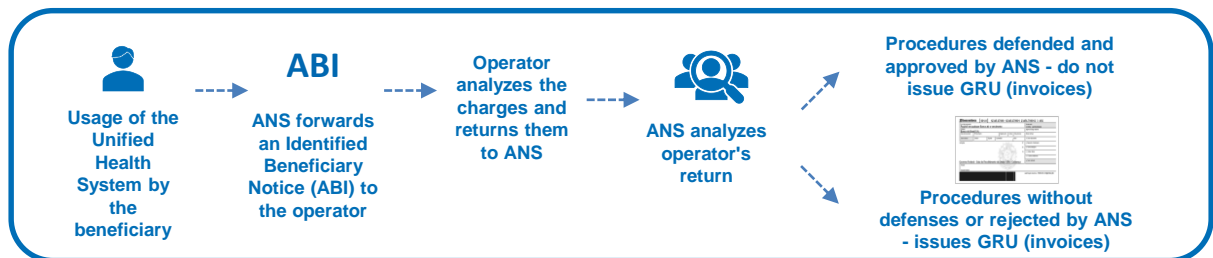 Usage of the
Unified
Health
System by
the
beneficiary
ABI
ANS forwards
an Identified
Beneficiary
Notice (ABI) to
the operator
Operator
analyzes the
charges and
returns them
to ANS
ANS analyzes
operator's
return
Procedures defended and
approved by ANS - do not
issue GRU (invoices)
Procedures without
defenses or rejected by ANS
- issues GRU (invoices)